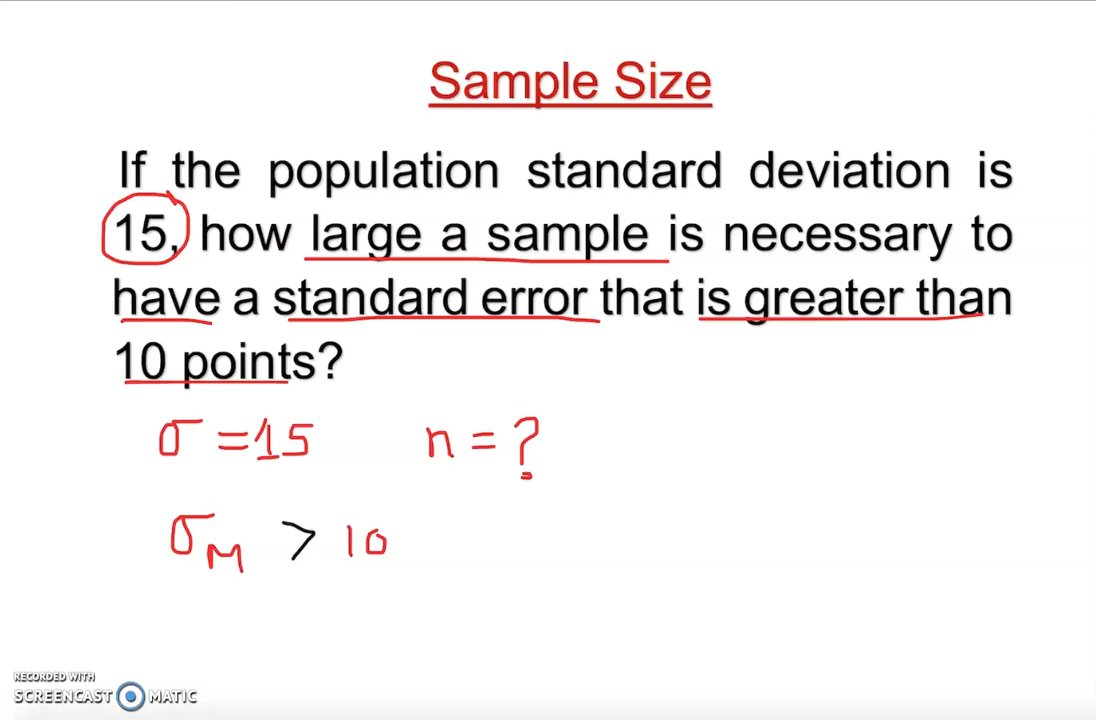 Sample Size
If the population standard deviation is
15, how large a sample is necessary to
have a standard error that is greater than
10 points?
σ = 15 n = ?
σM > 10
RECORDED WITH
SCREENCAST MATIC